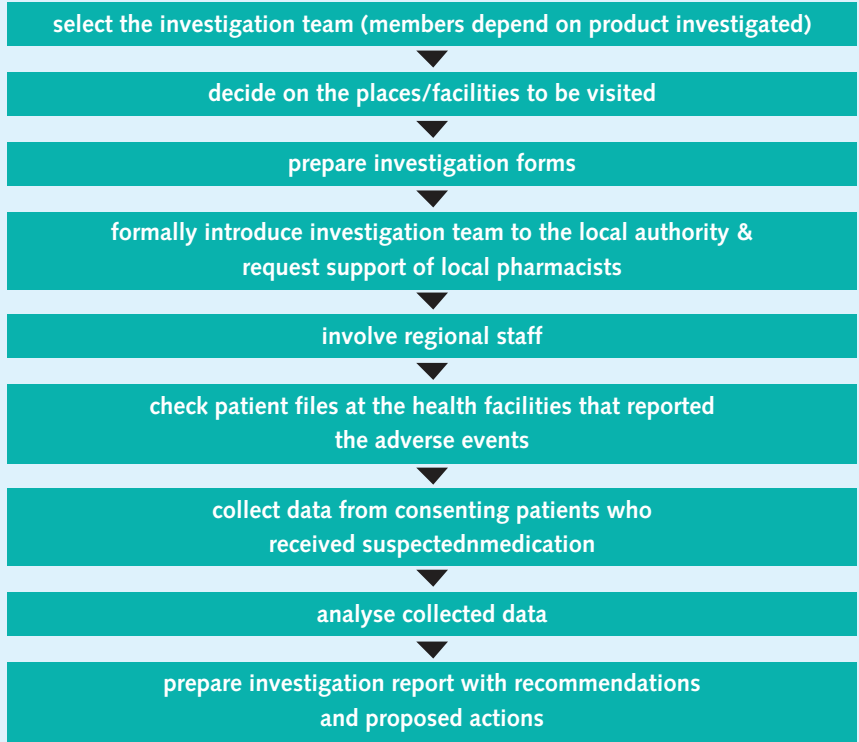 select the investigation team (members depend on product investigated)
decide on the places/facilities to be visited
prepare investigation forms
formally introduce investigation team to the local authority &
request support of local pharmacists
involve regional staff
check patient files at the health facilities that reported
the adverse events
collect data from consenting patients who
received suspectednmedication
analyse collected data
prepare investigation report with recommendations
and proposed actions